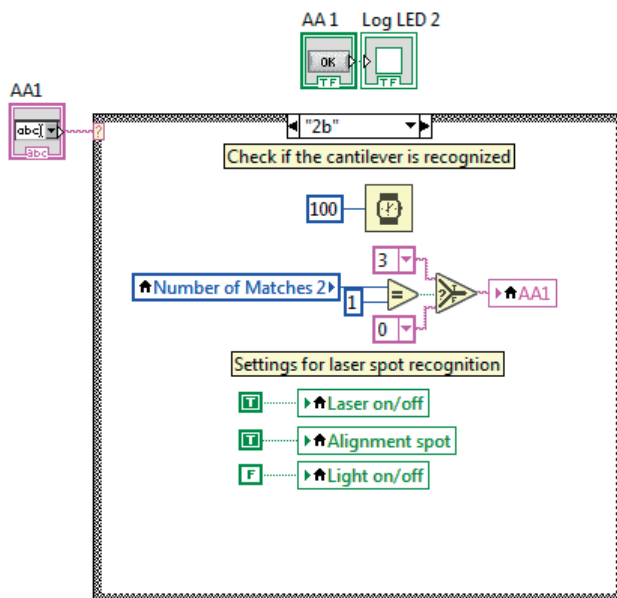 AA 1 Log LED 2
OK
TF TF
AA1
abc
abc
?
"2b"
Check if the cantilever is recognized
100
3
Number of Matches 2
1
=
? T F
AA1
0
Settings for laser spot recognition
T Laser on/off
T Alignment spot
F Light on/off